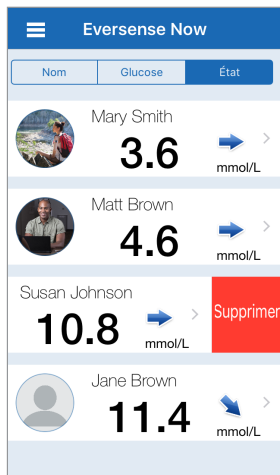 Eversense Now
Nom Glucose État
Mary Smith
3.6
mmol/L
Matt Brown
4.6
mmol/L
Susan Johnson
10.8
mmol/L
Supprimer
Jane Brown
11.4
mmol/L